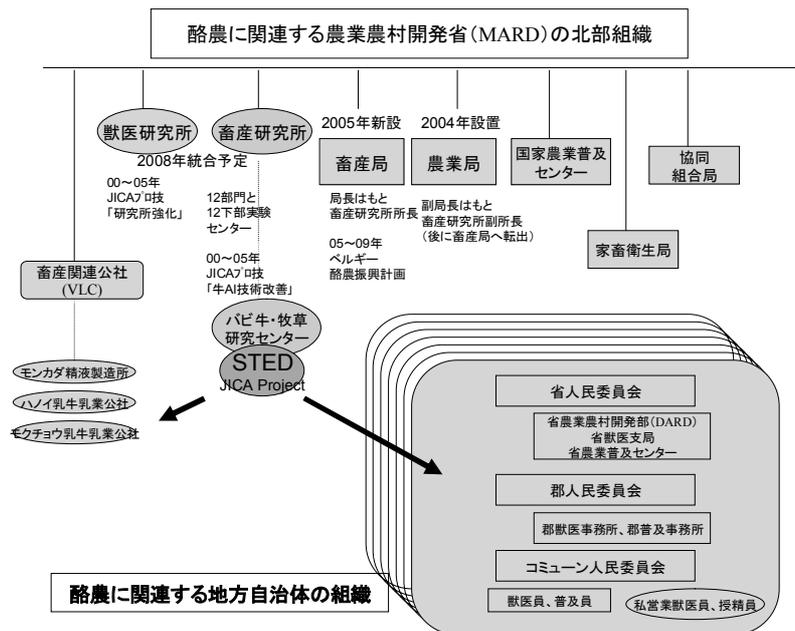 酪農に関連する農業農村開発省(MARD)の北部組織
獣医研究所
畜産研究所
2008年統合予定
00～05年
JICAﾌﾟﾛ技
「研究所強化」
12部門と
12下部実験
センター
00～05年
JICAﾌﾟﾛ技
「牛AI技術改善」
2005年新設
畜産局
局長はもと
畜産研究所所長
05～09年
ベルギー
酪農振興計画
2004年設置
農業局
副局長はもと
畜産研究所副所長
(後に畜産局へ転出)
国家農業普及
センター
家畜衛生局
協同
組合局
畜産関連公社
(VLC)
モンカダ精液製造所
ハノイ乳牛乳業公社
モクチョウ乳牛乳業公社
バビ牛・牧草
研究センター
STED
JICA Project
省人民委員会
省農業農村開発部(DARD)
省獣医支局
省農業普及センター
郡人民委員会
郡獣医事務所、郡普及事務所
コミューン人民委員会
獣医員、普及員
私営業獣医員、授精員
酪農に関連する地方自治体の組織